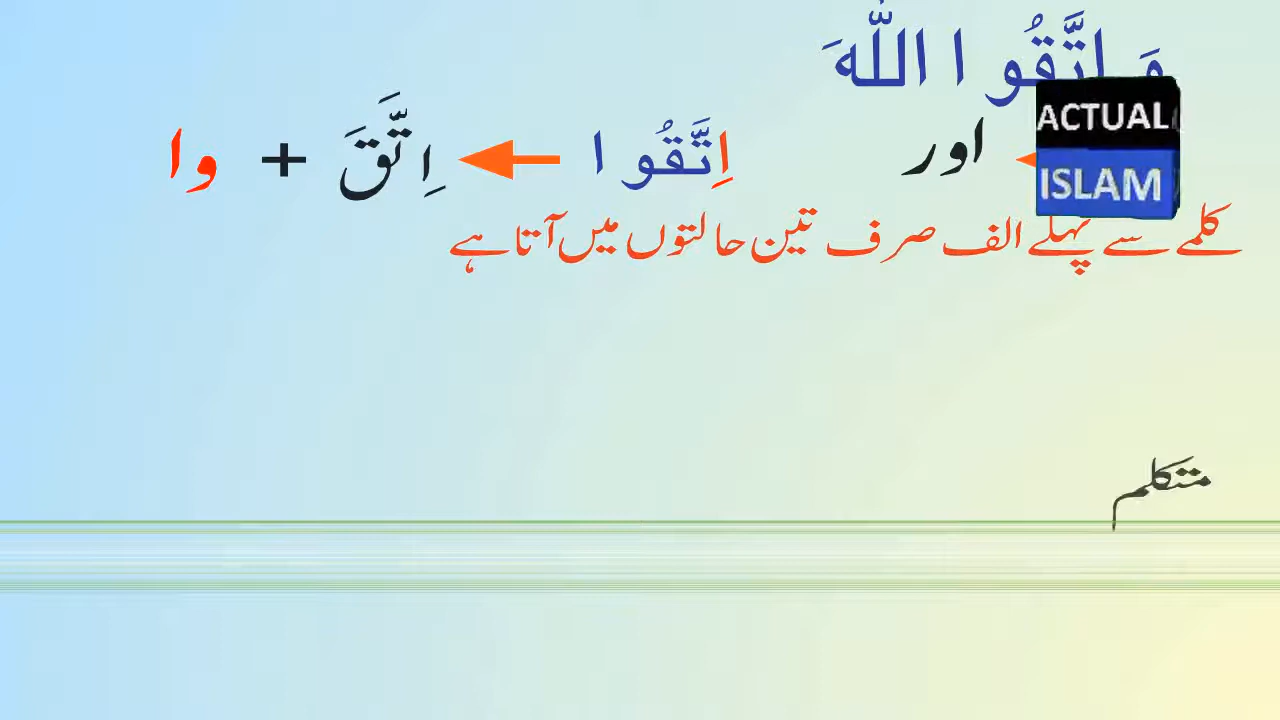 وَاتَّقُوا اللّٰهَ
اور اِتَّقُوا اِتَّقَ + وا
کلمے سے پہلے الف صرف تین حالتوں میں آتا ہے
متکلم
ACTUAL
ISLAM